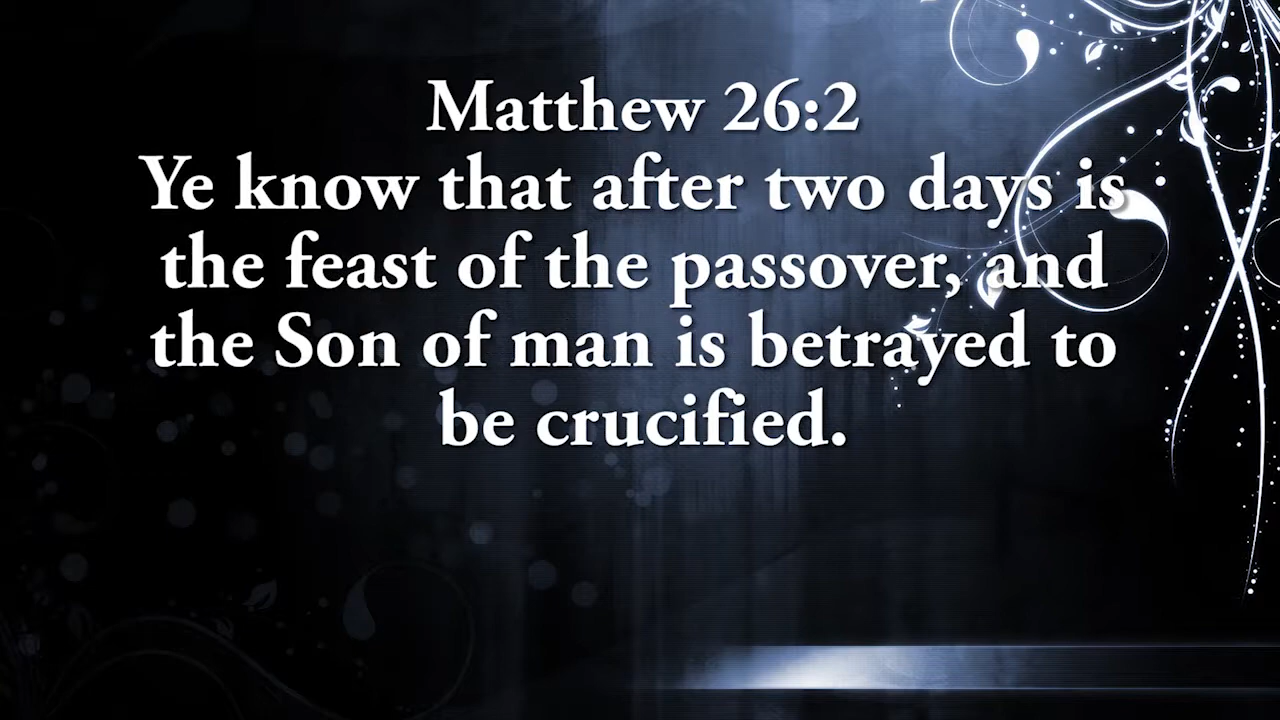 Matthew 26:2
Ye know that after two days is
the feast of the passover, and
the Son of man is betrayed to
be crucified.